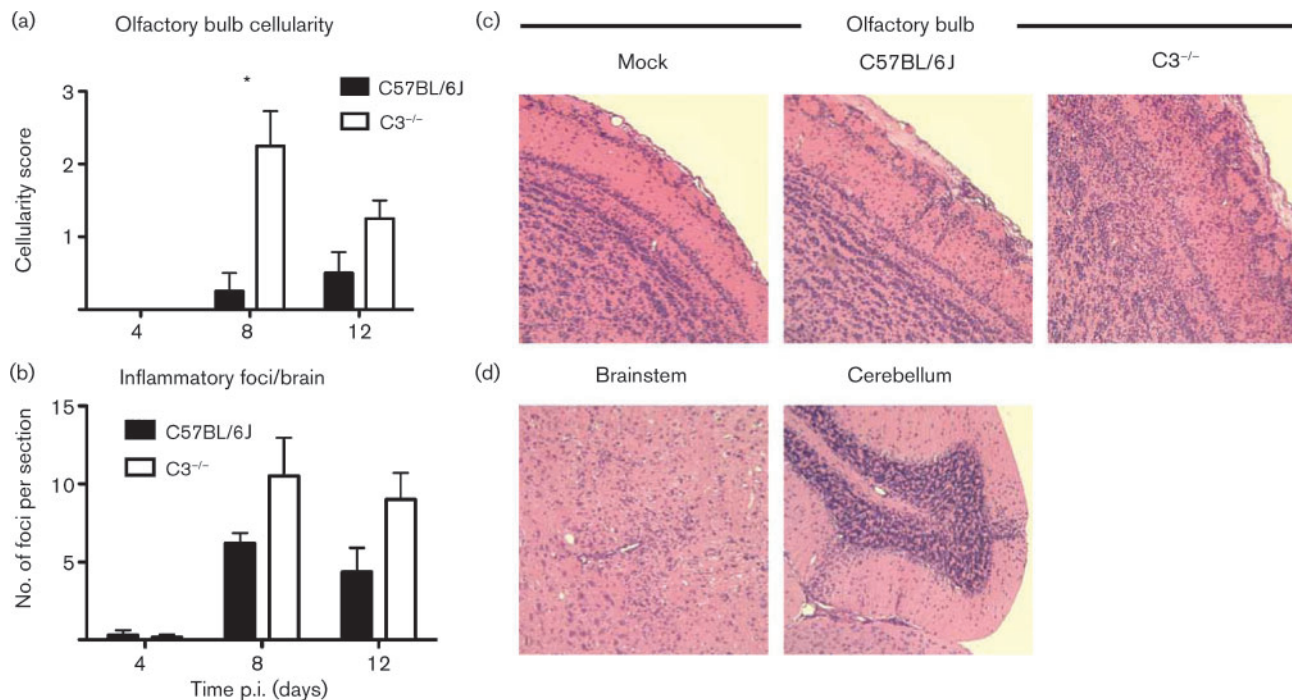 (a)
Olfactory bulb cellularity
*
C57BL/6J
C3−/−
3
2
1
Cellularity score
4 8 12
(b)
Inflammatory foci/brain
C57BL/6J
C3−/−
15
10
5
No. of foci per section
4 8 12
Time p.i. (days)
(c)
Olfactory bulb
Mock C57BL/6J C3−/−
(d)
Brainstem Cerebellum